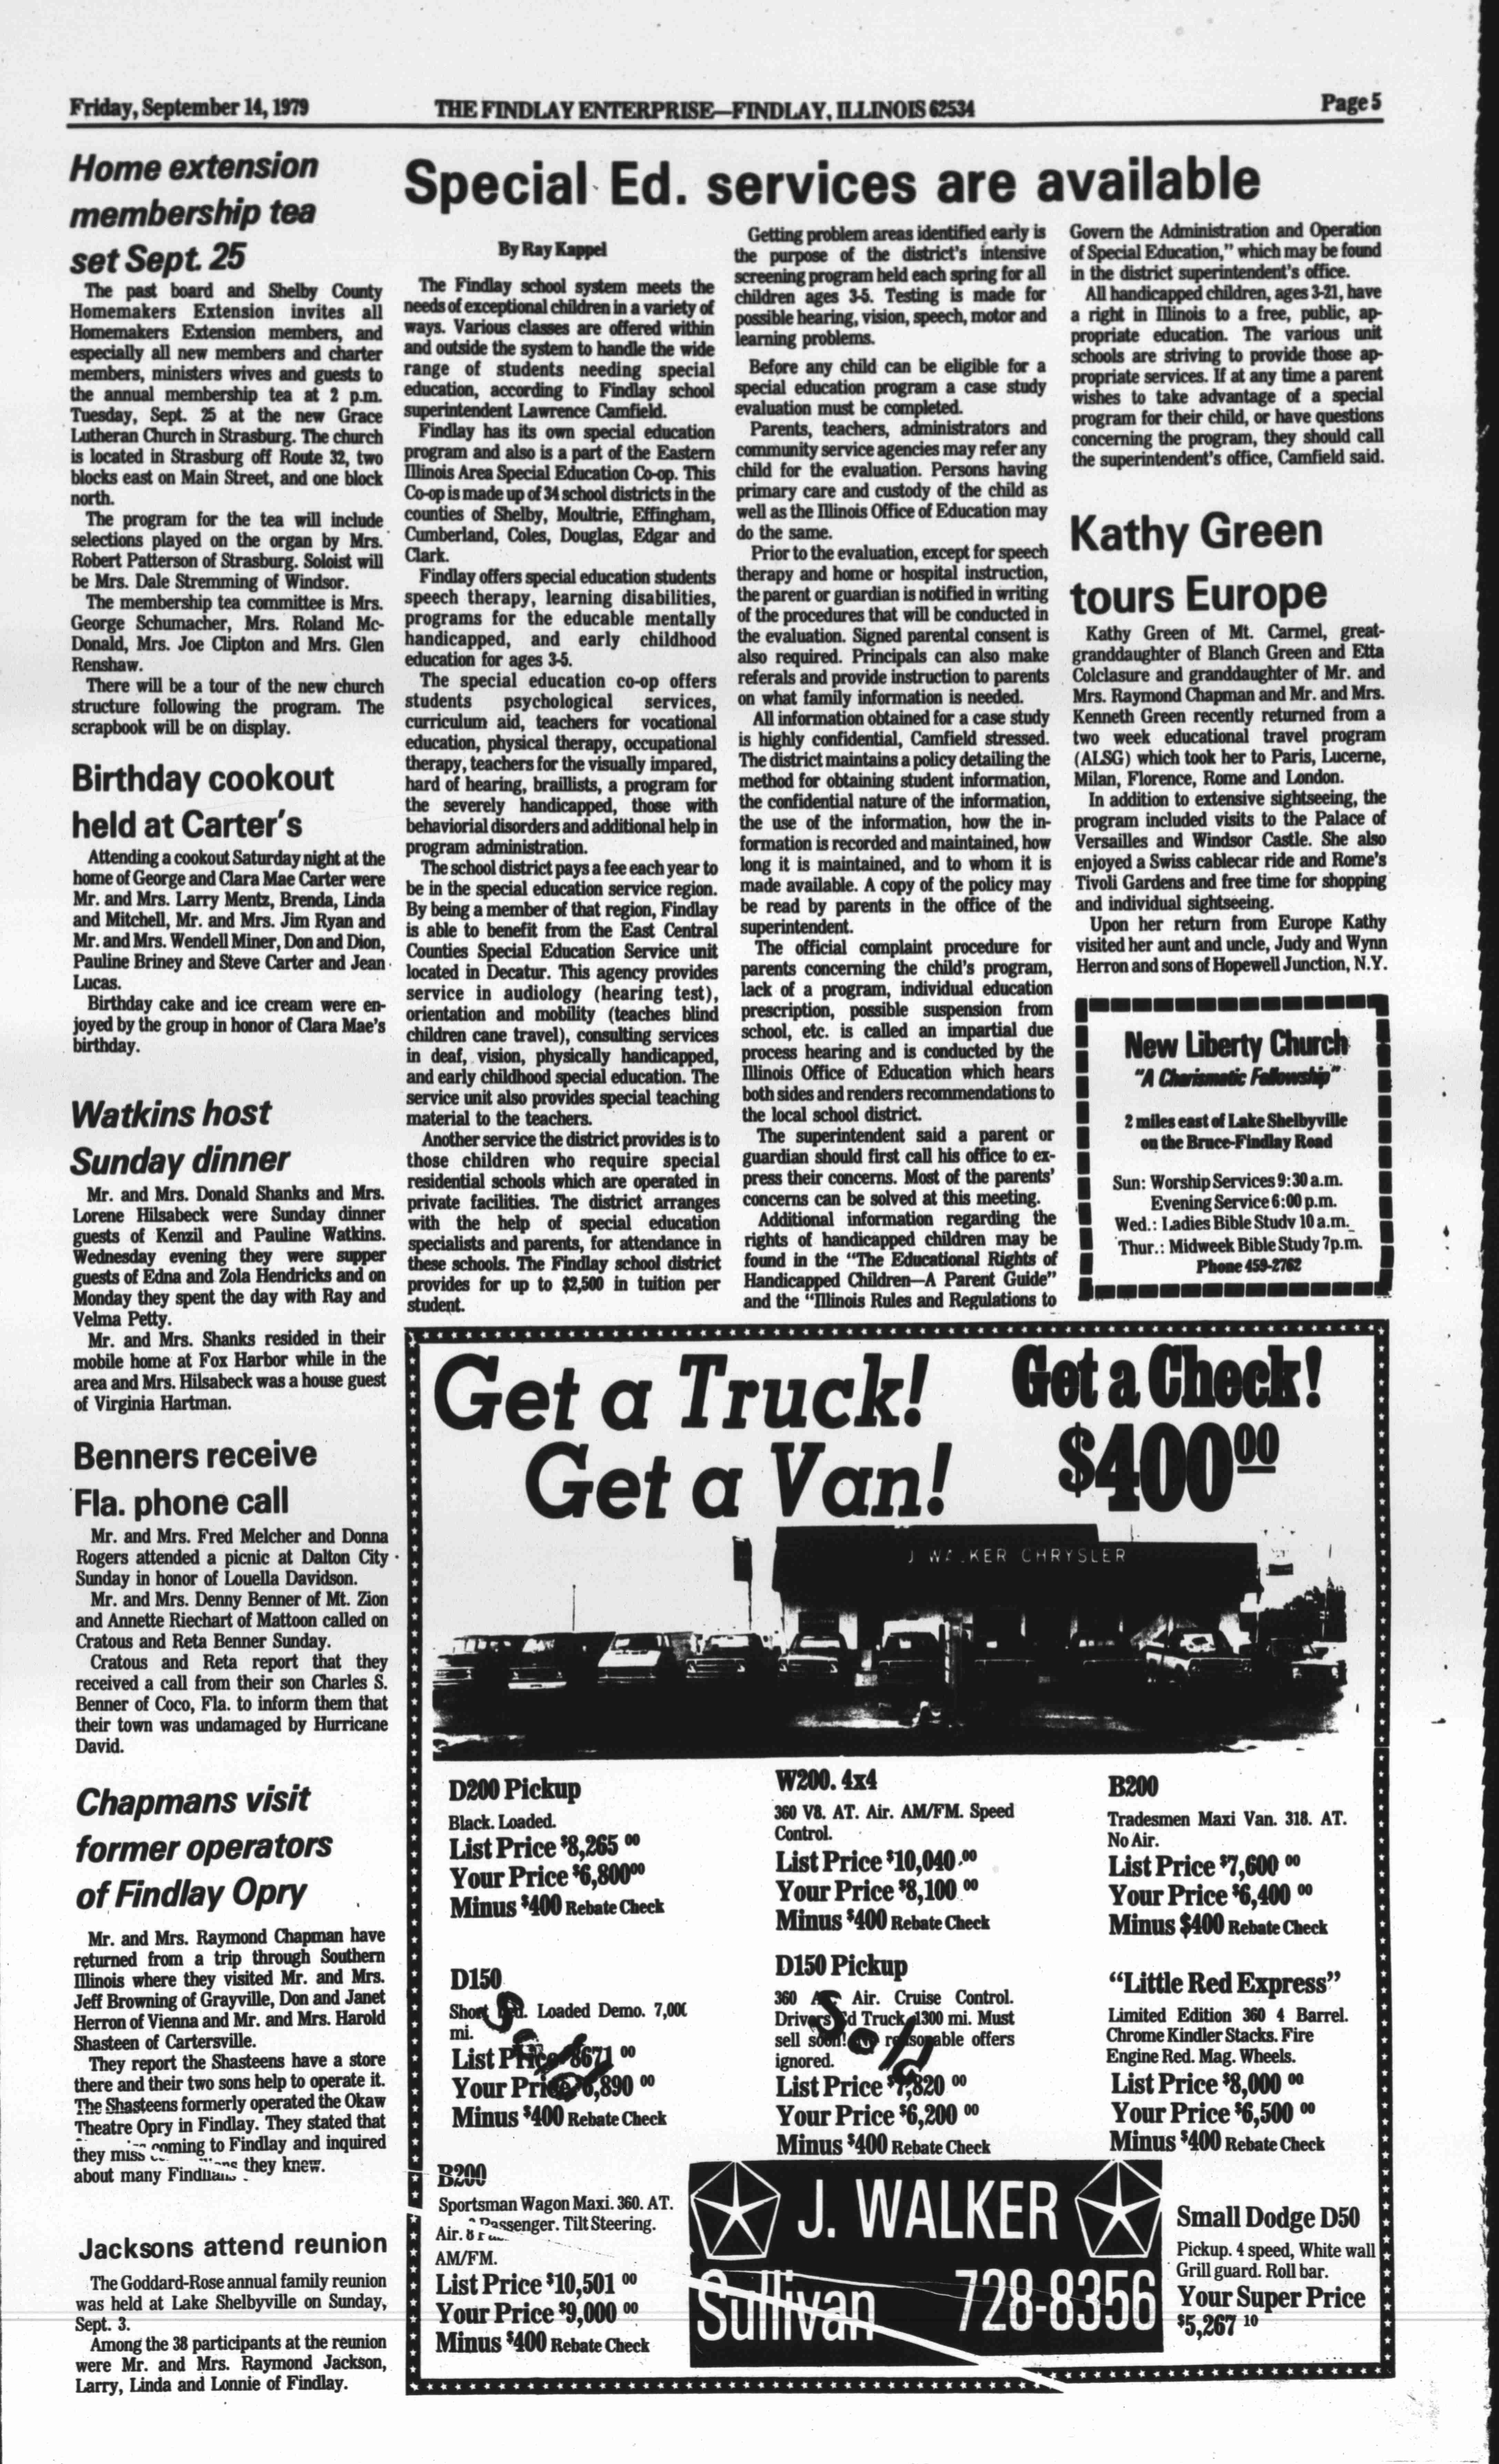 Friday, September 14, 1979
THE FINDLAY ENTERPRISE—FINDLAY, ILLINOIS 62534
Page 5
Home extension
membership tea
set Sept. 25
The past board and Shelby County
Homemakers Extension invites all
Homemakers Extension members, and
especially all new members and charter
members, ministers wives and guests to
the annual membership tea at 2 p.m.
Tuesday, Sept. 25 at the new Grace
Lutheran Church in Strasburg. The church
is located in Strasburg off Route 32, two
blocks east on Main Street, and one block
north.
The program for the tea will include
selections played on the organ by Mrs.
Robert Patterson of Strasburg. Soloist will
be Mrs. Dale Stremming of Windsor.
The membership tea committee is Mrs.
George Schumacher, Mrs. Roland Mc-
Donald, Mrs. Joe Clipton and Mrs. Glen
Renshaw.
There will be a tour of the new church
structure following the program. The
scrapbook will be on display.
Birthday cookout
held at Carter's
Attending a cookout Saturday night at the
home of George and Clara Mae Carter were
Mr. and Mrs. Larry Mentz, Brenda, Linda
and Mitchell, Mr. and Mrs. Jim Ryan and
Mr. and Mrs. Wendell Miner, Don and Dion,
Pauline Briney and Steve Carter and Jean
Lucas.
Birthday cake and ice cream were en-
joyed by the group in honor of Clara Mae's
birthday.
Watkins host
Sunday dinner
Mr. and Mrs. Donald Shanks and Mrs.
Lorene Hilsabeck were Sunday dinner
guests of Kenzil and Pauline Watkins.
Wednesday evening they were supper
guests of Edna and Zola Hendricks and on
Monday they spent the day with Ray and
Velma Petty.
Mr. and Mrs. Shanks resided in their
mobile home at Fox Harbor while in the
area and Mrs. Hilsabeck was a house guest
of Virginia Hartman.
Benners receive
Fla. phone call
Mr. and Mrs. Fred Melcher and Donna
Rogers attended a picnic at Dalton City
Sunday in honor of Louella Davidson.
Mr. and Mrs. Denny Benner of Mt. Zion
and Annette Riechart of Mattoon called on
Cratous and Reta Benner Sunday.
Cratous and Reta report that they
received a call from their son Charles S.
Benner of Coco, Fla. to inform them that
their town was undamaged by Hurricane
David.
Chapmans visit
former operators
of Findlay Opry
Mr. and Mrs. Raymond Chapman have
returned from a trip through Southern
Illinois where they visited Mr. and Mrs.
Jeff Browning of Grayville, Don and Janet
Herron of Vienna and Mr. and Mrs. Harold
Shasteen of Cartersville.
They report the Shasteens have a store
there and their two sons help to operate it.
The Shasteens formerly operated the Okaw
Theatre Opry in Findlay. They stated that
they miss coming to Findlay and inquired
about many they knew.
Jacksons attend reunion
The Goddard-Rose annual family reunion
was held at Lake Shelbyville on Sunday,
Sept. 3.
Among the 38 participants at the reunion
were Mr. and Mrs. Raymond Jackson,
Larry, Linda and Lonnie of Findlay.
Special Ed. services are available
By Ray Kappel
The Findlay school system meets the
needs of exceptional children in a variety of
ways. Various classes are offered within
and outside the system to handle the wide
range of students needing special
education, according to Findlay school
superintendent Lawrence Camfield.
Findlay has its own special education
program and also is a part of the Eastern
Illinois Area Special Education Co-op. This
Co-op is made up of 34 school districts in the
counties of Shelby, Moultrie, Effingham,
Cumberland, Coles, Douglas, Edgar and
Clark.
Findlay offers special education students
speech therapy, learning disabilities,
programs for the educable mentally
handicapped, and early childhood
education for ages 3-5.
The special education co-op offers
students psychological services,
curriculum aid, teachers for vocational
education, physical therapy, occupational
therapy, teachers for the visually impared,
hard of hearing, braillists, a program for
the severely handicapped, those with
behaviorial disorders and additional help in
program administration.
The school district pays a fee each year to
be in the special education service region.
By being a member of that region, Findlay
is able to benefit from the East Central
Counties Special Education Service unit
located in Decatur. This agency provides
service in audiology (hearing test),
orientation and mobility (teaches blind
children cane travel), consulting services
in deaf, vision, physically handicapped,
and early childhood special education. The
service unit also provides special teaching
material to the teachers.
Another service the district provides is to
those children who require special
residential schools which are operated in
private facilities. The district arranges
with the help of special education
specialists and parents, for attendance in
these schools. The Findlay school district
provides for up to $2,500 in tuition per
student.
Getting problem areas identified early is
the purpose of the district's intensive
screening program held each spring for all
children ages 3-5. Testing is made for
possible hearing, vision, speech, motor and
learning problems.
Before any child can be eligible for a
special education program a case study
evaluation must be completed.
Parents, teachers, administrators and
community service agencies may refer any
child for the evaluation. Persons having
primary care and custody of the child as
well as the Illinois Office of Education may
do the same.
Prior to the evaluation, except for speech
therapy and home or hospital instruction,
the parent or guardian is notified in writing
of the procedures that will be conducted in
the evaluation. Signed parental consent is
also required. Principals can also make
referals and provide instruction to parents
on what family information is needed.
All information obtained for a case study
is highly confidential, Camfield stressed.
The district maintains a policy detailing the
method for obtaining student information,
the confidential nature of the information,
the use of the information, how the in-
formation is recorded and maintained, how
long it is maintained, and to whom it is
made available. A copy of the policy may
be read by parents in the office of the
superintendent.
The official complaint procedure for
parents concerning the child's program,
lack of a program, individual education
prescription, possible suspension from
school, etc. is called an impartial due
process hearing and is conducted by the
Illinois Office of Education which hears
both sides and renders recommendations to
the local school district.
The superintendent said a parent or
guardian should first call his office to ex-
press their concerns. Most of the parents'
concerns can be solved at this meeting.
Additional information regarding the
rights of handicapped children may be
found in the "The Educational Rights of
Handicapped Children—A Parent Guide"
and the "Illinois Rules and Regulations to
Govern the Administration and Operation
of Special Education," which may be found
in the district superintendent's office.
All handicapped children, ages 3-21, have
a right in Illinois to a free, public, ap-
propriate education. The various unit
schools are striving to provide those ap-
propriate services. If at any time a parent
wishes to take advantage of a special
program for their child, or have questions
concerning the program, they should call
the superintendent's office, Camfield said.
Kathy Green
tours Europe
Kathy Green of Mt. Carmel, great-
granddaughter of Blanch Green and Etta
Colclasure and granddaughter of Mr. and
Mrs. Raymond Chapman and Mr. and Mrs.
Kenneth Green recently returned from a
two week educational travel program
(ALSG) which took her to Paris, Lucerne,
Milan, Florence, Rome and London.
In addition to extensive sightseeing, the
program included visits to the Palace of
Versailles and Windsor Castle. She also
enjoyed a Swiss cablecar ride and Rome's
Tivoli Gardens and free time for shopping
and individual sightseeing.
Upon her return from Europe Kathy
visited her aunt and uncle, Judy and Wynn
Herron and sons of Hopewell Junction, N.Y.
New Liberty Church
"A Charismatic Fellowship"
2 miles east of Lake Shelbyville
on the Bruce-Findlay Road
Sun: Worship Services 9:30 a.m.
Evening Service 6:00 p.m.
Wed.: Ladies Bible Study 10 a.m.
Thur.: Midweek Bible Study 7p.m.
Phone 459-2762
Get a Truck!
Get a Van!
Get a Check!
$400 00
J WALKER CHRYSLER
D200 Pickup
Black. Loaded.
List Price $8,265 00
Your Price $6,800 00
Minus $400 Rebate Check
W200. 4x4
360 V8. AT. Air. AM/FM. Speed
Control.
List Price $10,040.00
Your Price $8,100 00
Minus $400 Rebate Check
B200
Tradesmen Maxi Van. 318. AT.
No Air.
List Price $7,600 00
Your Price $6,400 00
Minus $400 Rebate Check
D150
Short Loaded Demo. 7,000
mi.
List Price 8671 00
Your Price 6,890 00
Minus $400 Rebate Check
Sold
D150 Pickup
360 Air. Cruise Control.
Drivers Ed Truck 1300 mi. Must
sell soon! No reasonable offers
ignored.
List Price $7,820 00
Your Price $6,200 00
Minus $400 Rebate Check
Sold
"Little Red Express"
Limited Edition 360 4 Barrel.
Chrome Kindler Stacks. Fire
Engine Red. Mag. Wheels.
List Price $8,000 00
Your Price $6,500 00
Minus $400 Rebate Check
B200
Sportsman Wagon Maxi. 360. AT.
Air. 8 Passenger. Tilt Steering.
AM/FM.
List Price $10,501 00
Your Price $9,000 00
Minus $400 Rebate Check
J. WALKER
Sullivan 728-8356
Small Dodge D50
Pickup. 4 speed, White wall
Grill guard. Roll bar.
Your Super Price
$5,267 10